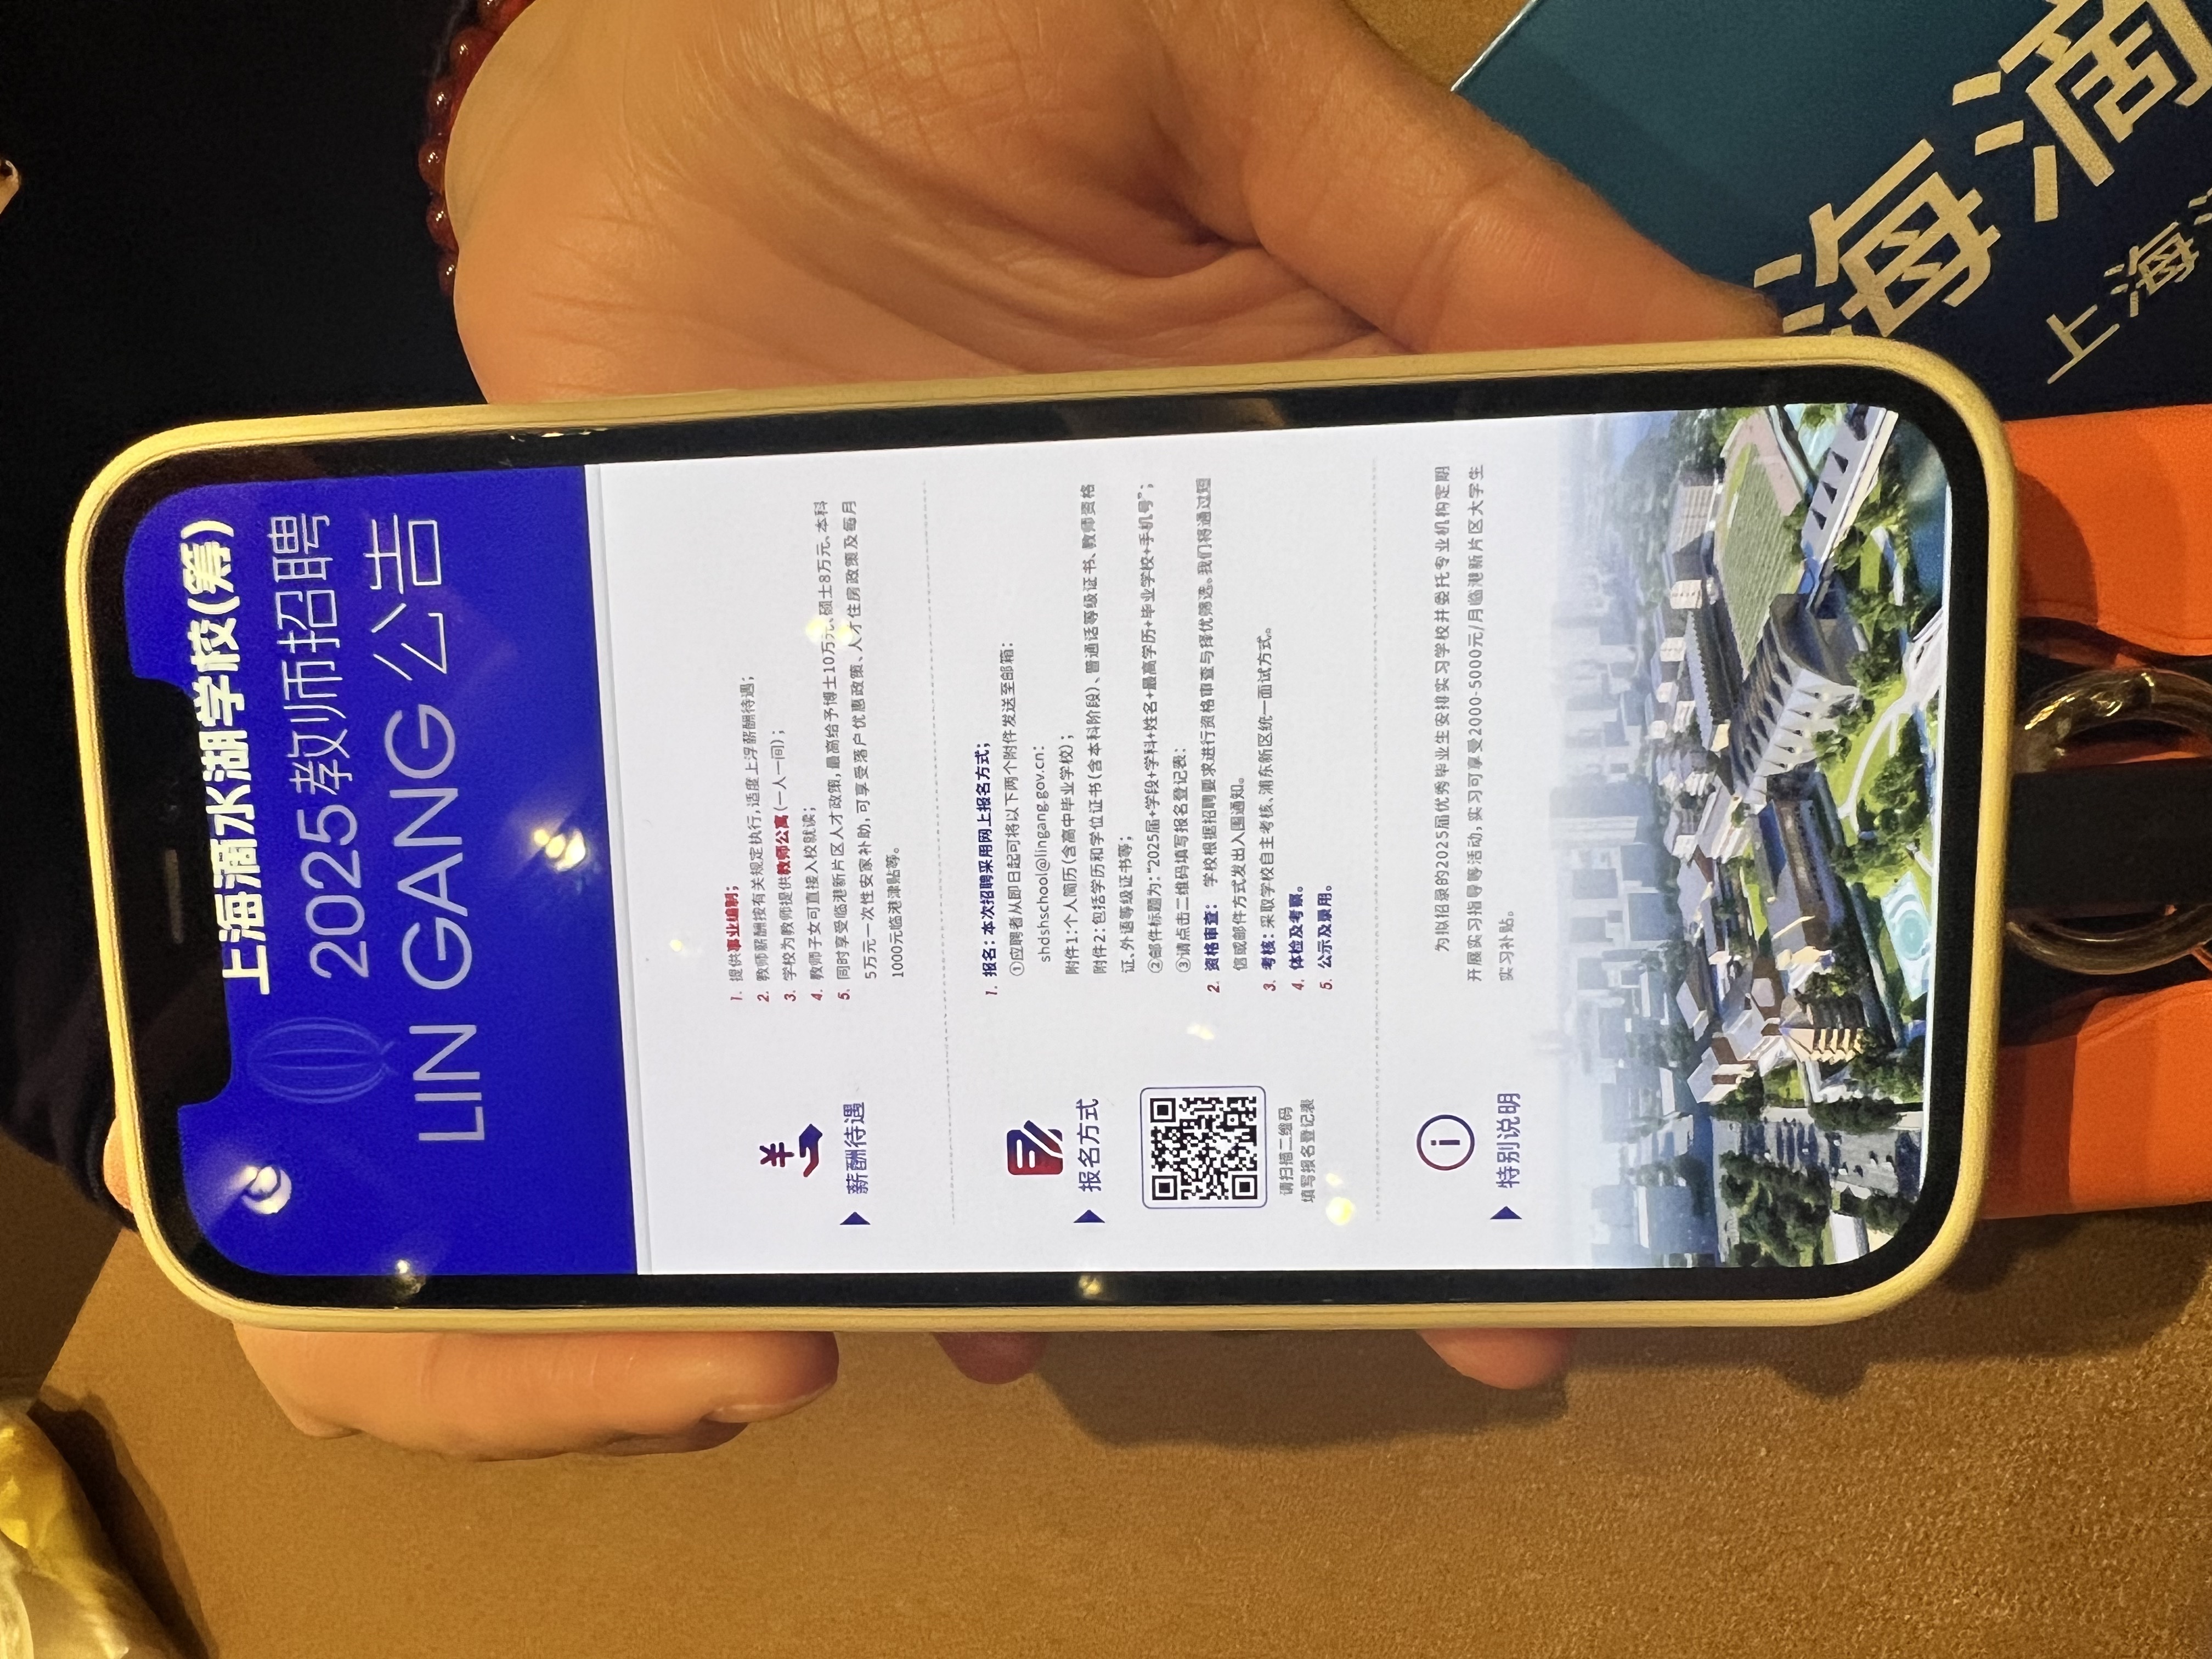 上海滴水湖学校(筹)
2025教师招聘
LIN GANG 公告
薪酬待遇
1. 提供事业编制；
2. 教师薪酬按有关规定执行，适度上浮薪酬待遇；
3. 学校为教师提供教师公寓(一人一间)；
4. 教师子女可直接入校就读；
5. 同时享受临港新片区人才政策，最高给予博士10万元、硕士8万元、本科
5万元一次性安家补助，可享受落户优惠政策、人才住房政策及每月
1000元临港津贴等。
报名方式
请扫描二维码
填写报名登记表
1. 报名：本次招聘采用网上报名方式；
①应聘者从即日起可将以下两个附件发送至邮箱：
shdshschool@lingang.gov.cn：
附件1：个人简历(含高中毕业学校)；
附件2：包括学历和学位证书(含本科阶段)、普通话等级证书、教师资格
证、外语等级证书等；
②邮件标题为：“2025届+学段+学科+姓名+最高学历+毕业学校+手机号”；
③请点击二维码填写报名登记表：
2. 资格审查： 学校根据招聘要求进行资格审查与择优筛选。我们将通过短
信或邮件方式发出入围通知。
3. 考核：采取学校自主考核、浦东新区统一面试方式。
4. 体检及考察。
5. 公示及录用。
特别说明
为拟招录的2025届优秀毕业生安排实习学校并委托专业机构定期
开展实习指导等活动，实习可享受2000-5000元/月临港新片区大学生
实习补贴。
海滴
上海